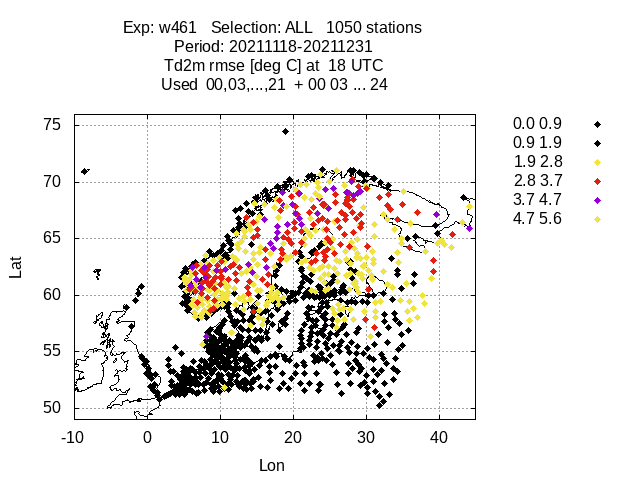 Exp: w461   Selection: ALL   1050 stations
Period: 20211118-20211231
Td2m rmse [deg C] at  18 UTC
Used  00,03,...,21  + 00 03 ... 24
75
70
65
60
55
50
Lat
-10 0 10 20 30 40
Lon
0.0 0.9
0.9 1.9
1.9 2.8
2.8 3.7
3.7 4.7
4.7 5.6